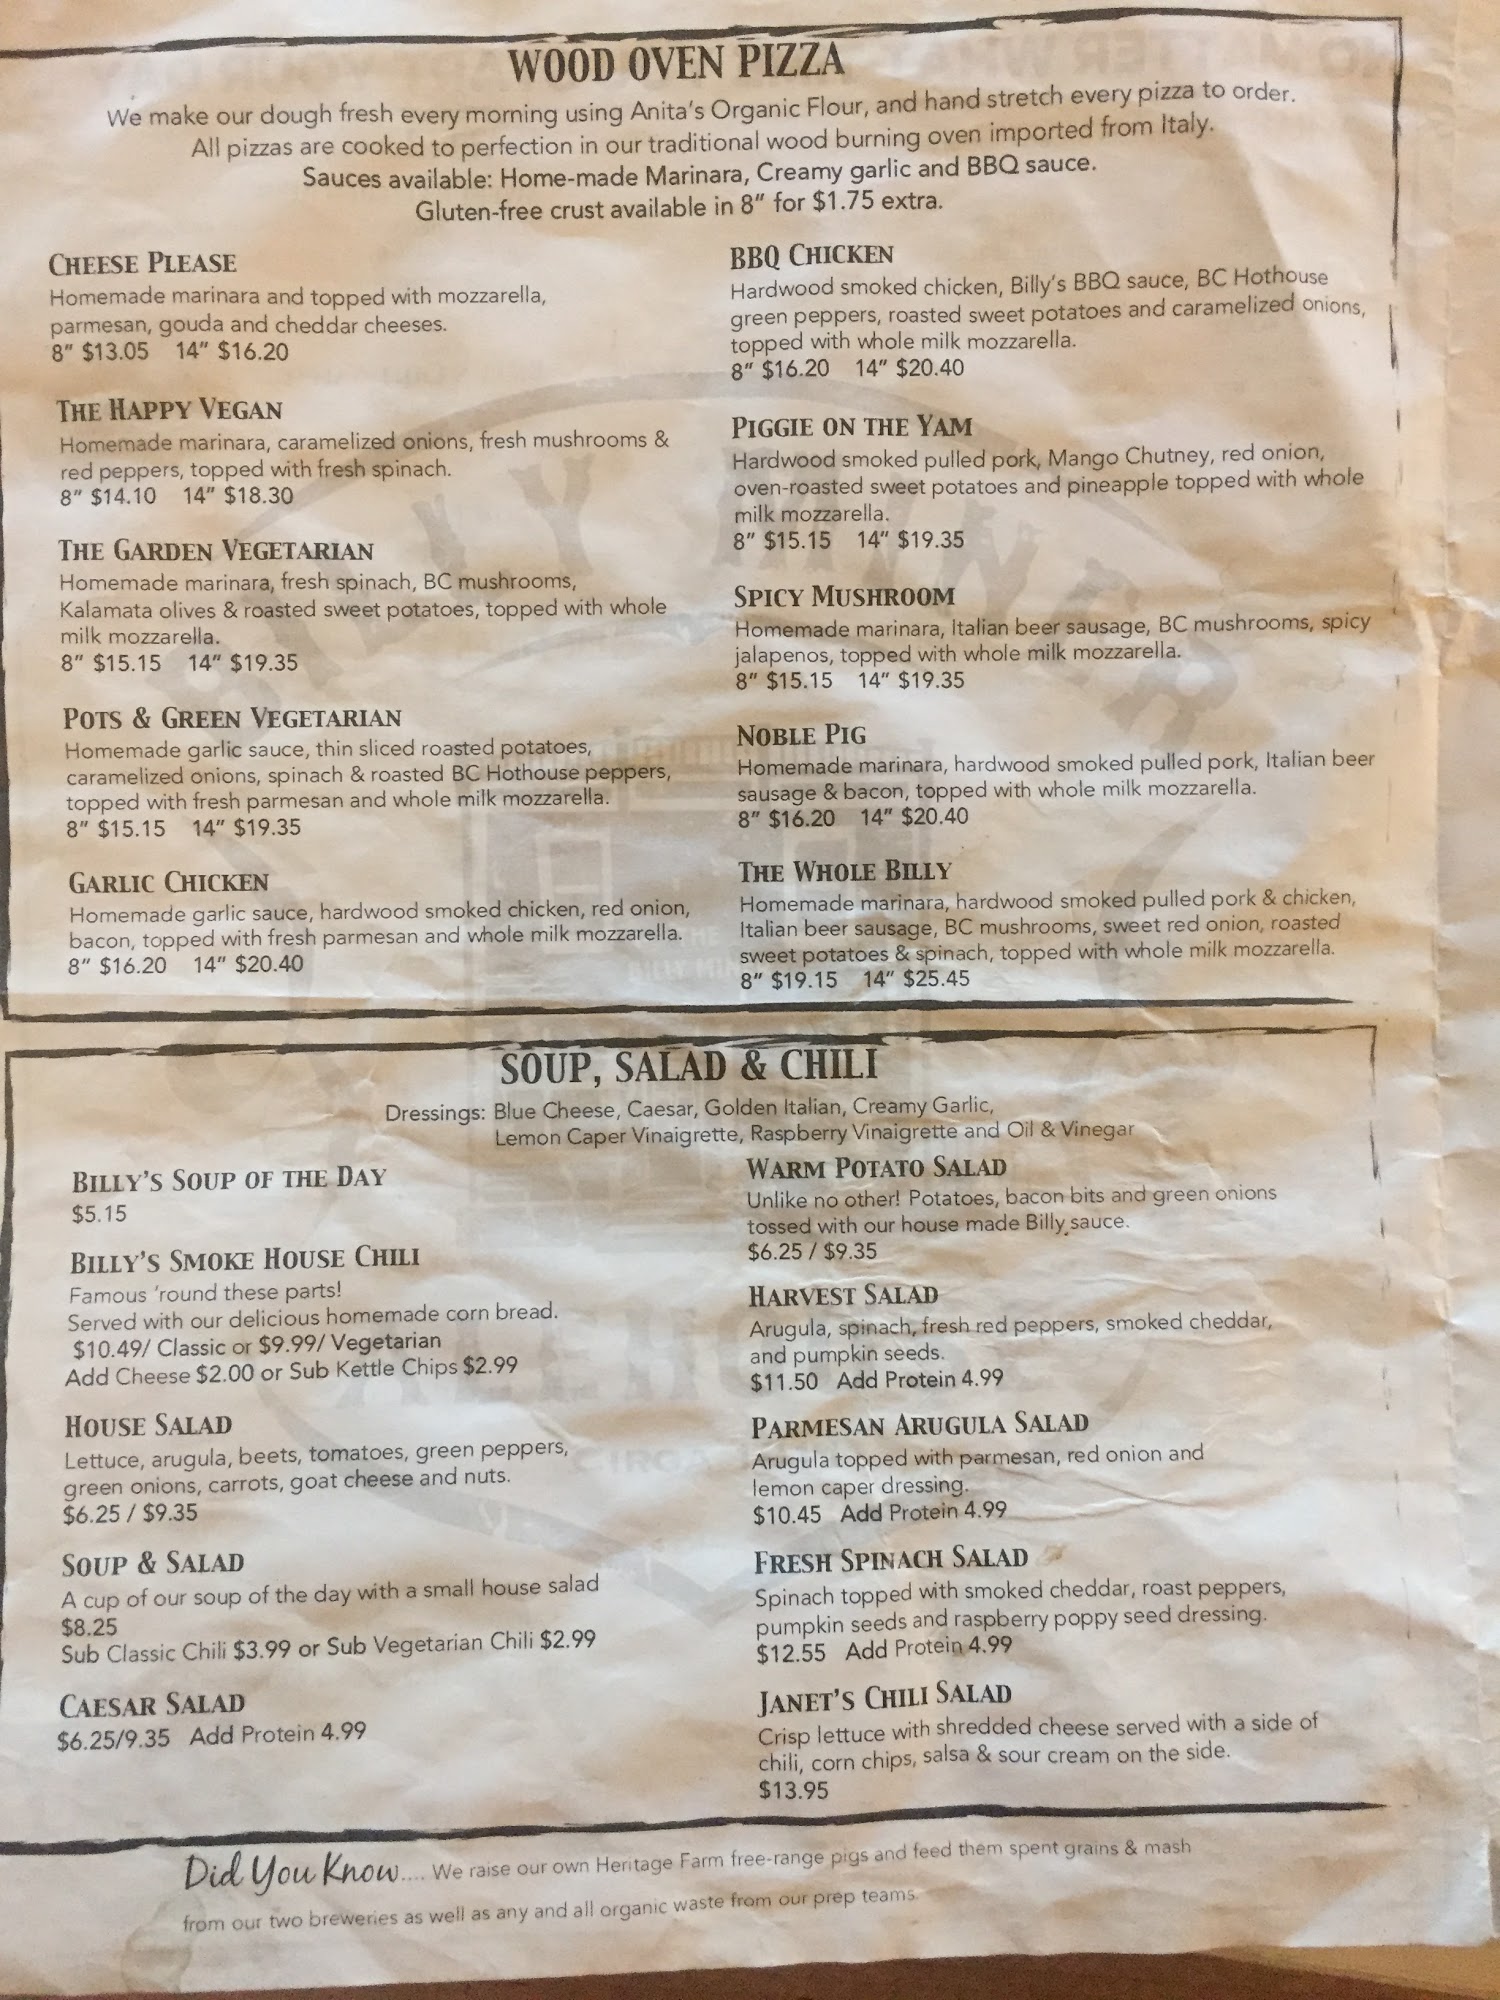 WOOD OVEN PIZZA
We make our dough fresh every morning using Anita's Organic Flour, and hand stretch every pizza to order.
All pizzas are cooked to perfection in our traditional wood burning oven imported from Italy.
Sauces available: Home-made Marinara, Creamy garlic and BBQ sauce.
Gluten-free crust available in 8" for $1.75 extra.
CHEESE PLEASE
Homemade marinara and topped with mozzarella,
parmesan, gouda and cheddar cheeses.
8" $13.05 14" $16.20
THE HAPPY VEGAN
Homemade marinara, caramelized onions, fresh mushrooms &
red peppers, topped with fresh spinach.
8" $14.10 14" $18.30
THE GARDEN VEGETARIAN
Homemade marinara, fresh spinach, BC mushrooms,
Kalamata olives & roasted sweet potatoes, topped with whole
milk mozzarella.
8" $15.15 14" $19.35
POTS & GREEN VEGETARIAN
Homemade garlic sauce, thin sliced roasted potatoes,
caramelized onions, spinach & roasted BC Hothouse peppers,
topped with fresh parmesan and whole milk mozzarella.
8" $15.15 14" $19.35
GARLIC CHICKEN
Homemade garlic sauce, hardwood smoked chicken, red onion,
bacon, topped with fresh parmesan and whole milk mozzarella.
8" $16.20 14" $20.40
BBQ CHICKEN
Hardwood smoked chicken, Billy's BBQ sauce, BC Hothouse
green peppers, roasted sweet potatoes and caramelized onions,
topped with whole milk mozzarella.
8" $16.20 14" $20.40
PIGGIE ON THE YAM
Hardwood smoked pulled pork, Mango Chutney, red onion,
oven-roasted sweet potatoes and pineapple topped with whole
milk mozzarella.
8" $15.15 14" $19.35
SPICY MUSHROOM
Homemade marinara, Italian beer sausage, BC mushrooms, spicy
jalapenos, topped with whole milk mozzarella.
8" $15.15 14" $19.35
NOBLE PIG
Homemade marinara, hardwood smoked pulled pork, Italian beer
sausage & bacon, topped with whole milk mozzarella.
8" $16.20 14" $20.40
THE WHOLE BILLY
Homemade marinara, hardwood smoked pulled pork & chicken,
Italian beer sausage, BC mushrooms, sweet red onion, roasted
sweet potatoes & spinach, topped with whole milk mozzarella.
8" $19.15 14" $25.45
SOUP, SALAD & CHILI
Dressings: Blue Cheese, Caesar, Golden Italian, Creamy Garlic,
Lemon Caper Vinaigrette, Raspberry Vinaigrette and Oil & Vinegar
BILLY'S SOUP OF THE DAY
$5.15
BILLY'S SMOKE HOUSE CHILI
Famous 'round these parts!
Served with our delicious homemade corn bread.
$10.49/ Classic or $9.99/ Vegetarian
Add Cheese $2.00 or Sub Kettle Chips $2.99
HOUSE SALAD
Lettuce, arugula, beets, tomatoes, green peppers,
green onions, carrots, goat cheese and nuts.
$6.25 / $9.35
SOUP & SALAD
A cup of our soup of the day with a small house salad
$8.25
Sub Classic Chili $3.99 or Sub Vegetarian Chili $2.99
CAESAR SALAD
$6.25/9.35 Add Protein 4.99
WARM POTATO SALAD
Unlike no other! Potatoes, bacon bits and green onions
tossed with our house made Billy sauce.
$6.25 / $9.35
HARVEST SALAD
Arugula, spinach, fresh red peppers, smoked cheddar,
and pumpkin seeds.
$11.50 Add Protein 4.99
PARMESAN ARUGULA SALAD
Arugula topped with parmesan, red onion and
lemon caper dressing.
$10.45 Add Protein 4.99
FRESH SPINACH SALAD
Spinach topped with smoked cheddar, roast peppers,
pumpkin seeds and raspberry poppy seed dressing.
$12.55 Add Protein 4.99
JANET'S CHILI SALAD
Crisp lettuce with shredded cheese served with a side of
chili, corn chips, salsa & sour cream on the side.
$13.95
Did You Know.... We raise our own Heritage Farm free-range pigs and feed them spent grains & mash
from our two breweries as well as any and all organic waste from our prep teams.